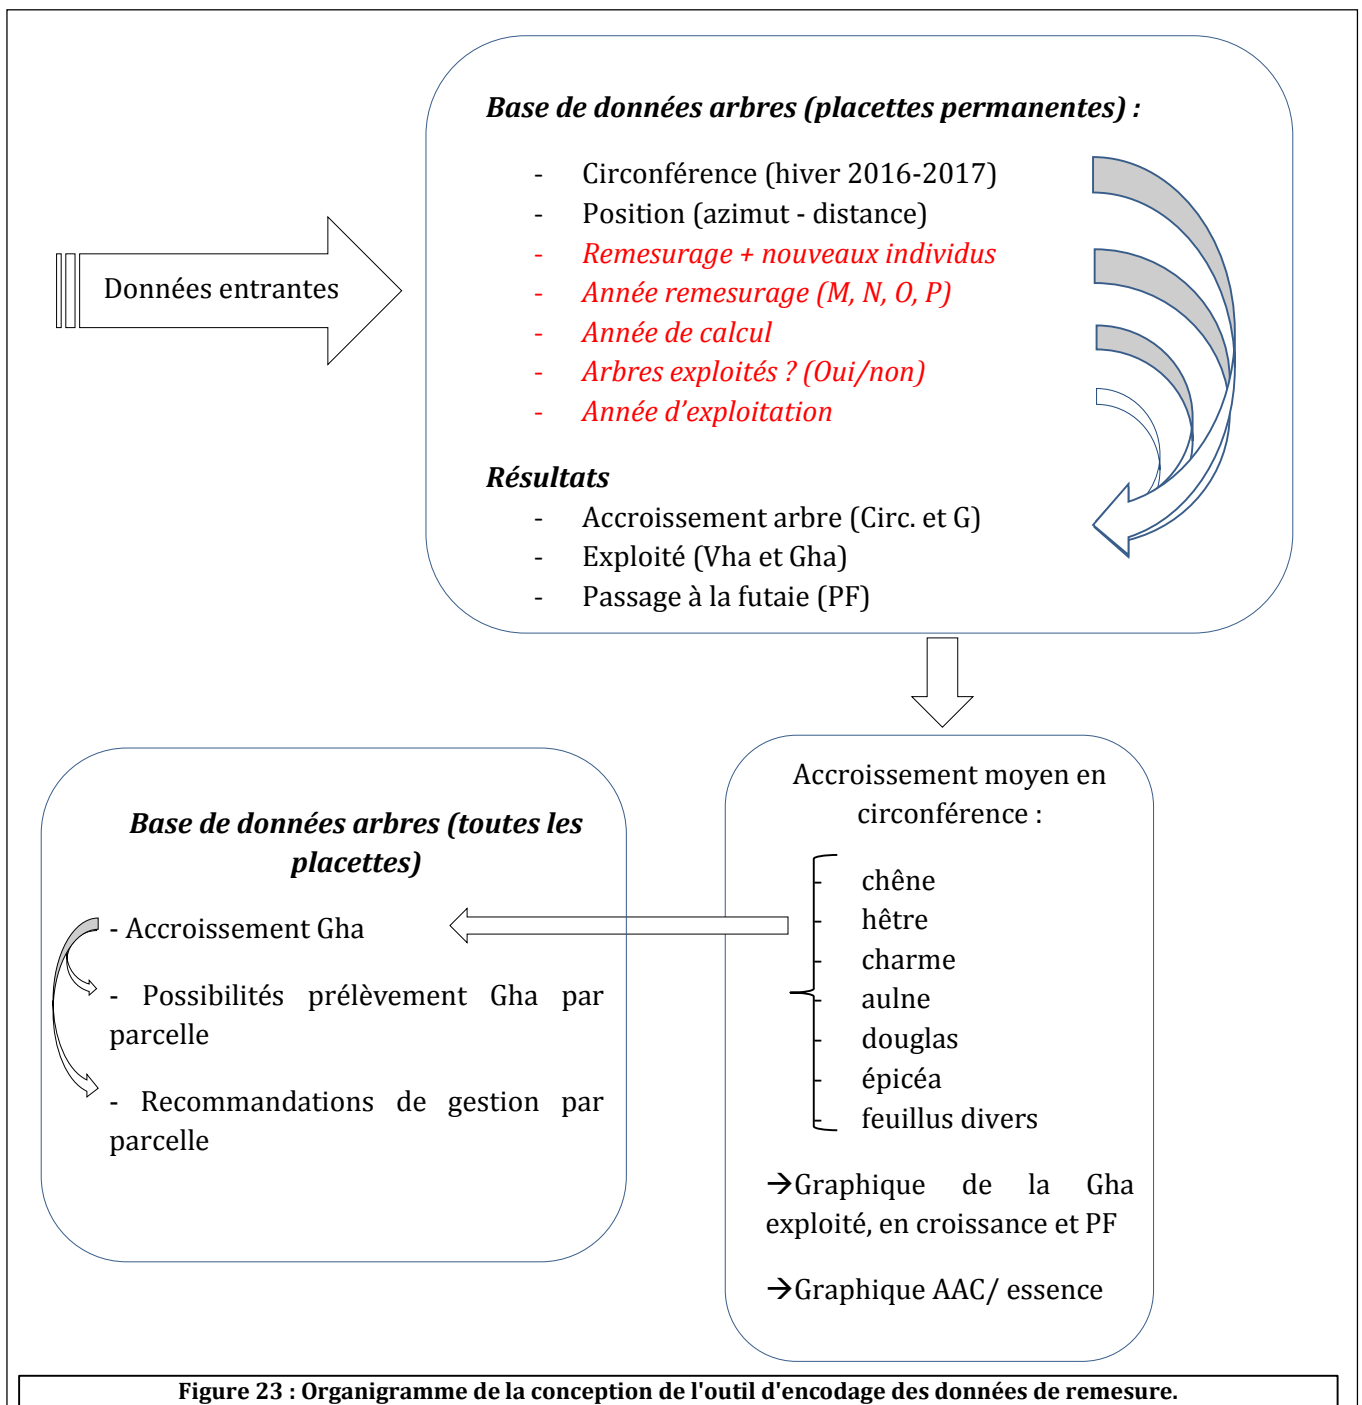 Base de données arbres (placettes permanentes) :
- Circonférence (hiver 2016-2017)
- Position (azimut - distance)
- Remesurage + nouveaux individus
- Année remesurage (M, N, O, P)
- Année de calcul
- Arbres exploités ? (Oui/non)
- Année d’exploitation
Données entrantes
Résultats
- Accroissement arbre (Circ. et G)
- Exploité (Vha et Gha)
- Passage à la futaie (PF)
Accroissement moyen en
circonférence :
- chêne
- hêtre
- charme
- aulne
- douglas
- épicéa
- feuillus divers
→Graphique de la Gha
exploité, en croissance et PF
→Graphique AAC/ essence
Base de données arbres (toutes les
placettes)
- Accroissement Gha
- Possibilités prélèvement Gha par
parcelle
- Recommandations de gestion par
parcelle
Figure 23 : Organigramme de la conception de l'outil d'encodage des données de remesure.